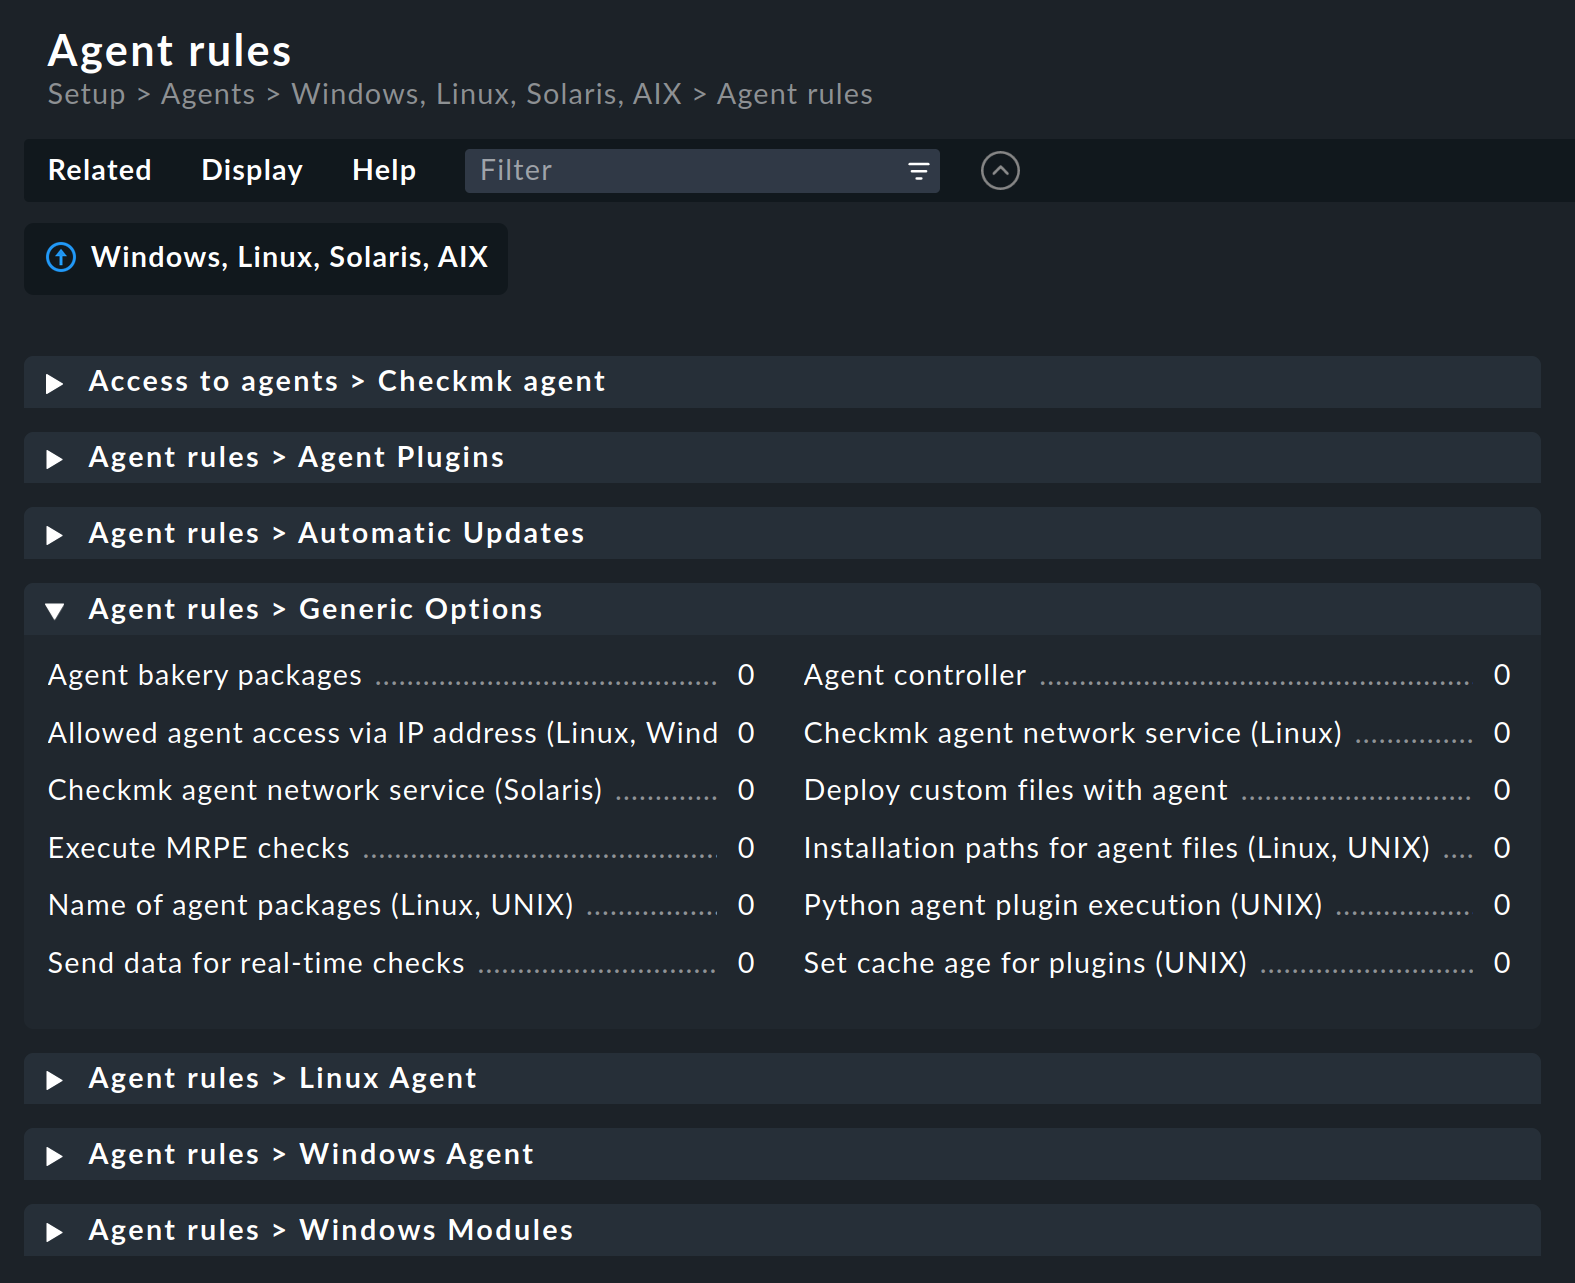 Agent rules
Setup > Agents > Windows, Linux, Solaris, AIX > Agent rules
Related Display Help Filter
Windows, Linux, Solaris, AIX
Access to agents > Checkmk agent
Agent rules > Agent Plugins
Agent rules > Automatic Updates
Agent rules > Generic Options
Agent bakery packages 0 Agent controller 0
Allowed agent access via IP address (Linux, Wind 0 Checkmk agent network service (Linux) 0
Checkmk agent network service (Solaris) 0 Deploy custom files with agent 0
Execute MRPE checks 0 Installation paths for agent files (Linux, UNIX) 0
Name of agent packages (Linux, UNIX) 0 Python agent plugin execution (UNIX) 0
Send data for real-time checks 0 Set cache age for plugins (UNIX) 0
Agent rules > Linux Agent
Agent rules > Windows Agent
Agent rules > Windows Modules